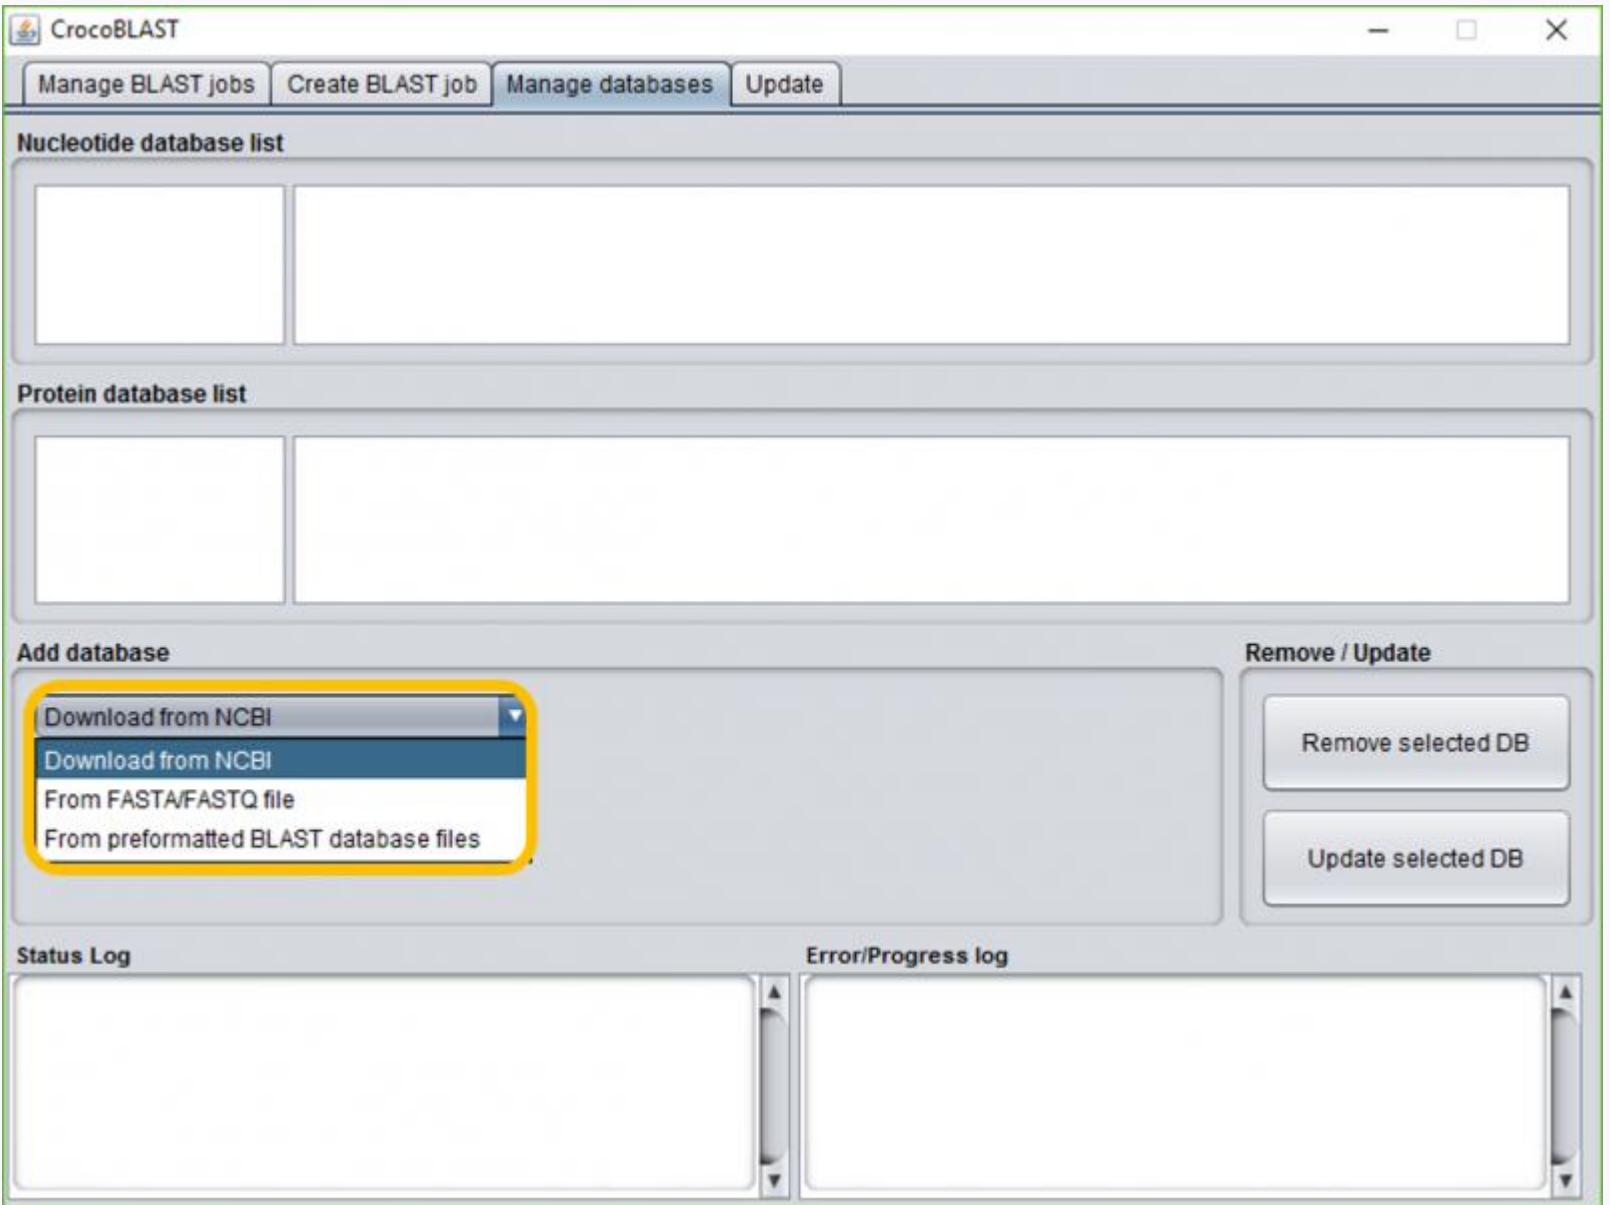 CrocoBLAST
Manage BLAST jobs Create BLAST job Manage databases Update
Nucleotide database list
Protein database list
Add database Remove / Update
Download from NCBI
Download from NCBI
From FASTA/FASTQ file
From preformatted BLAST database files
Remove selected DB
Update selected DB
Status Log Error/Progress log